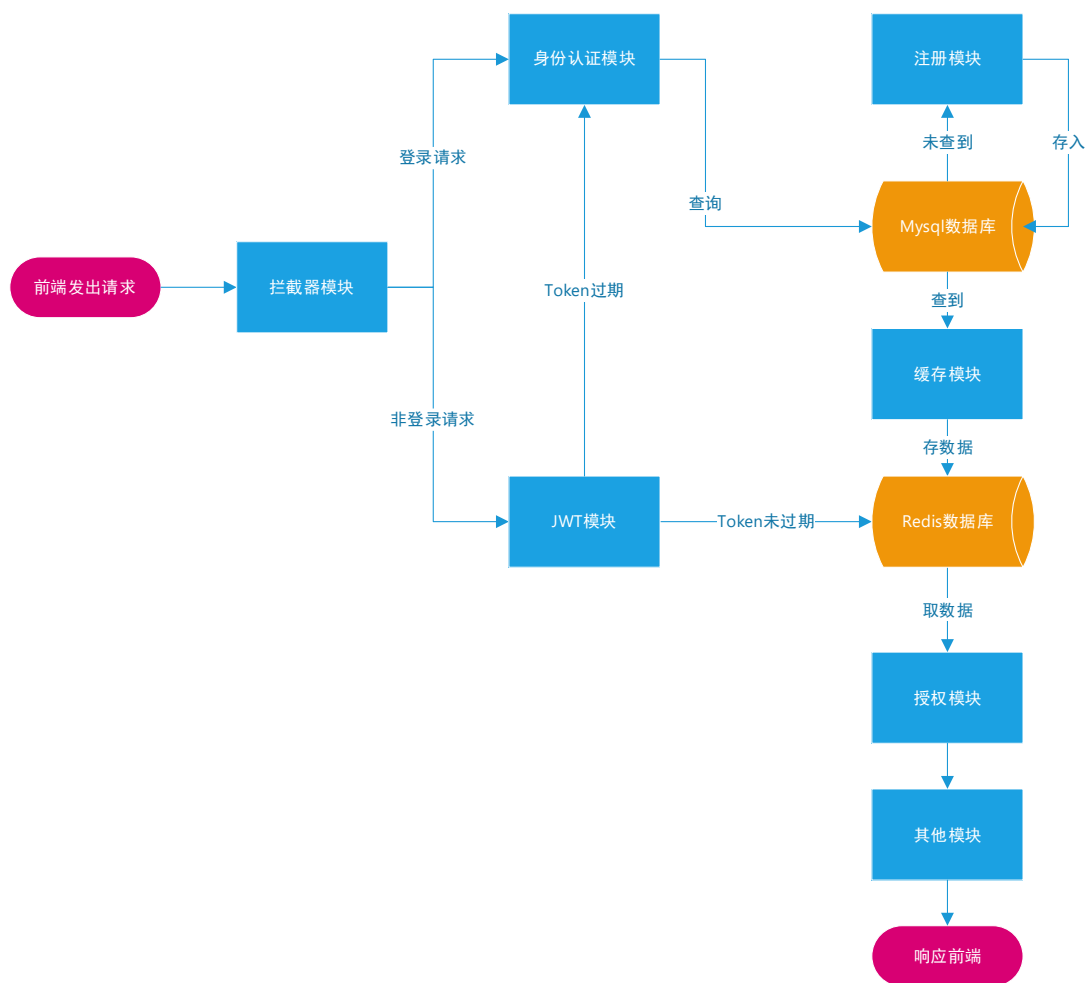 身份认证模块
注册模块
登录请求
未查到
存入
查询
Mysql数据库
前端发出请求
拦截器模块
Token过期
查到
缓存模块
非登录请求
存数据
JWT模块
Token未过期
Redis数据库
取数据
授权模块
其他模块
响应前端